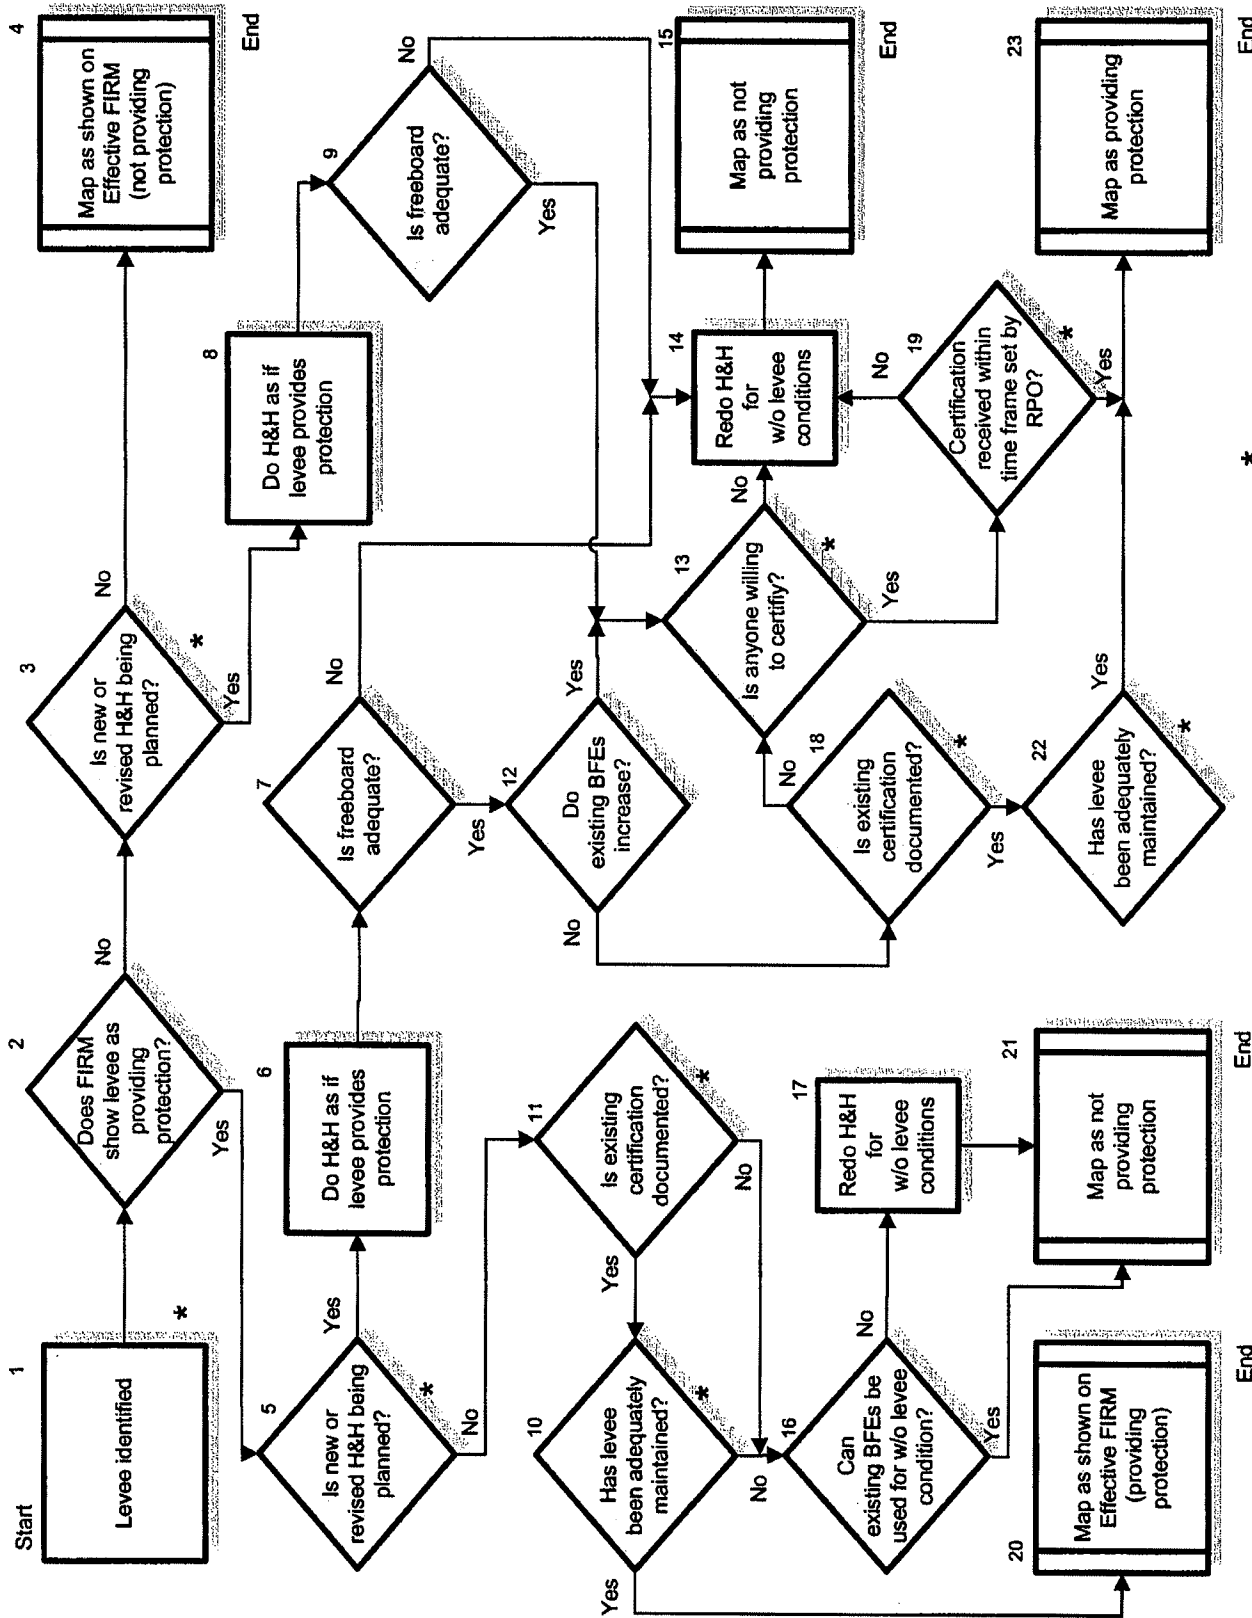 Start
1
Levee identified
*
2
Does FIRM
show levee as
providing
protection?
No
Yes
3
Is new or
revised H&H being
planned?
No
Yes
*
4
Map as shown on
Effective FIRM
(not providing
protection)
End
5
Is new or
revised H&H being
planned?
Yes
No
*
6
Do H&H as if
levee provides
protection
7
Is freeboard
adequate?
No
Yes
8
Do H&H as if
levee provides
protection
9
Is freeboard
adequate?
No
Yes
10
Has levee
been adequately
maintained?
Yes
No
*
11
Is existing
certification
documented?
Yes
No
*
12
Do
existing BFEs
increase?
Yes
No
13
Is anyone willing
to certifiy?
No
Yes
*
14
Redo H&H
for
w/o levee
conditions
15
Map as not
providing
protection
End
16
Can
existing BFEs be
used for w/o levee
condition?
No
Yes
17
Redo H&H
for
w/o levee
conditions
18
Is existing
certification
documented?
No
Yes
*
19
Certification
received within
time frame set by
RPO?
No
Yes
*
20
Map as shown on
Effective FIRM
(providing
protection)
End
21
Map as not
providing
protection
End
22
Has levee
been adequately
maintained?
Yes
*
23
Map as providing
protection
End
*